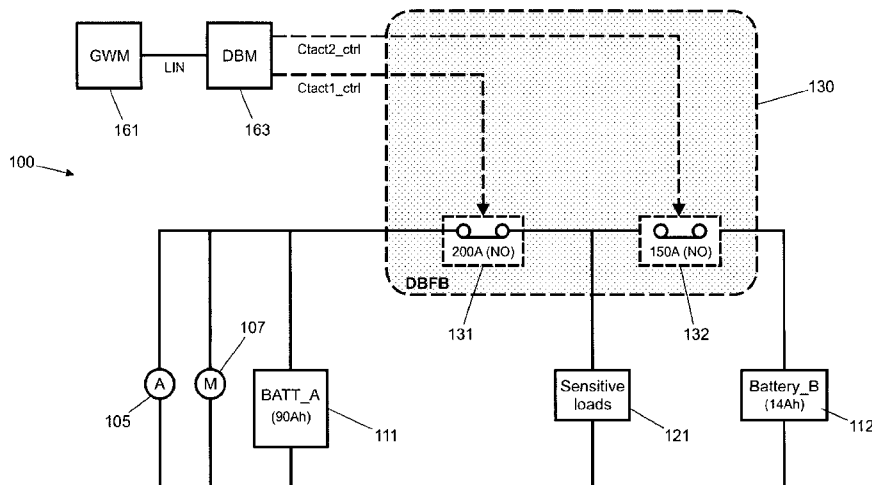 GWM
DBM
LIN
Ctact2_ctrl
Ctact1_ctrl
161
163
130
100
200A (NO)
150A (NO)
DBFB
131
132
107
A
M
105
BATT_A
(90Ah)
111
Sensitive
loads
121
Battery_B
(14Ah)
112